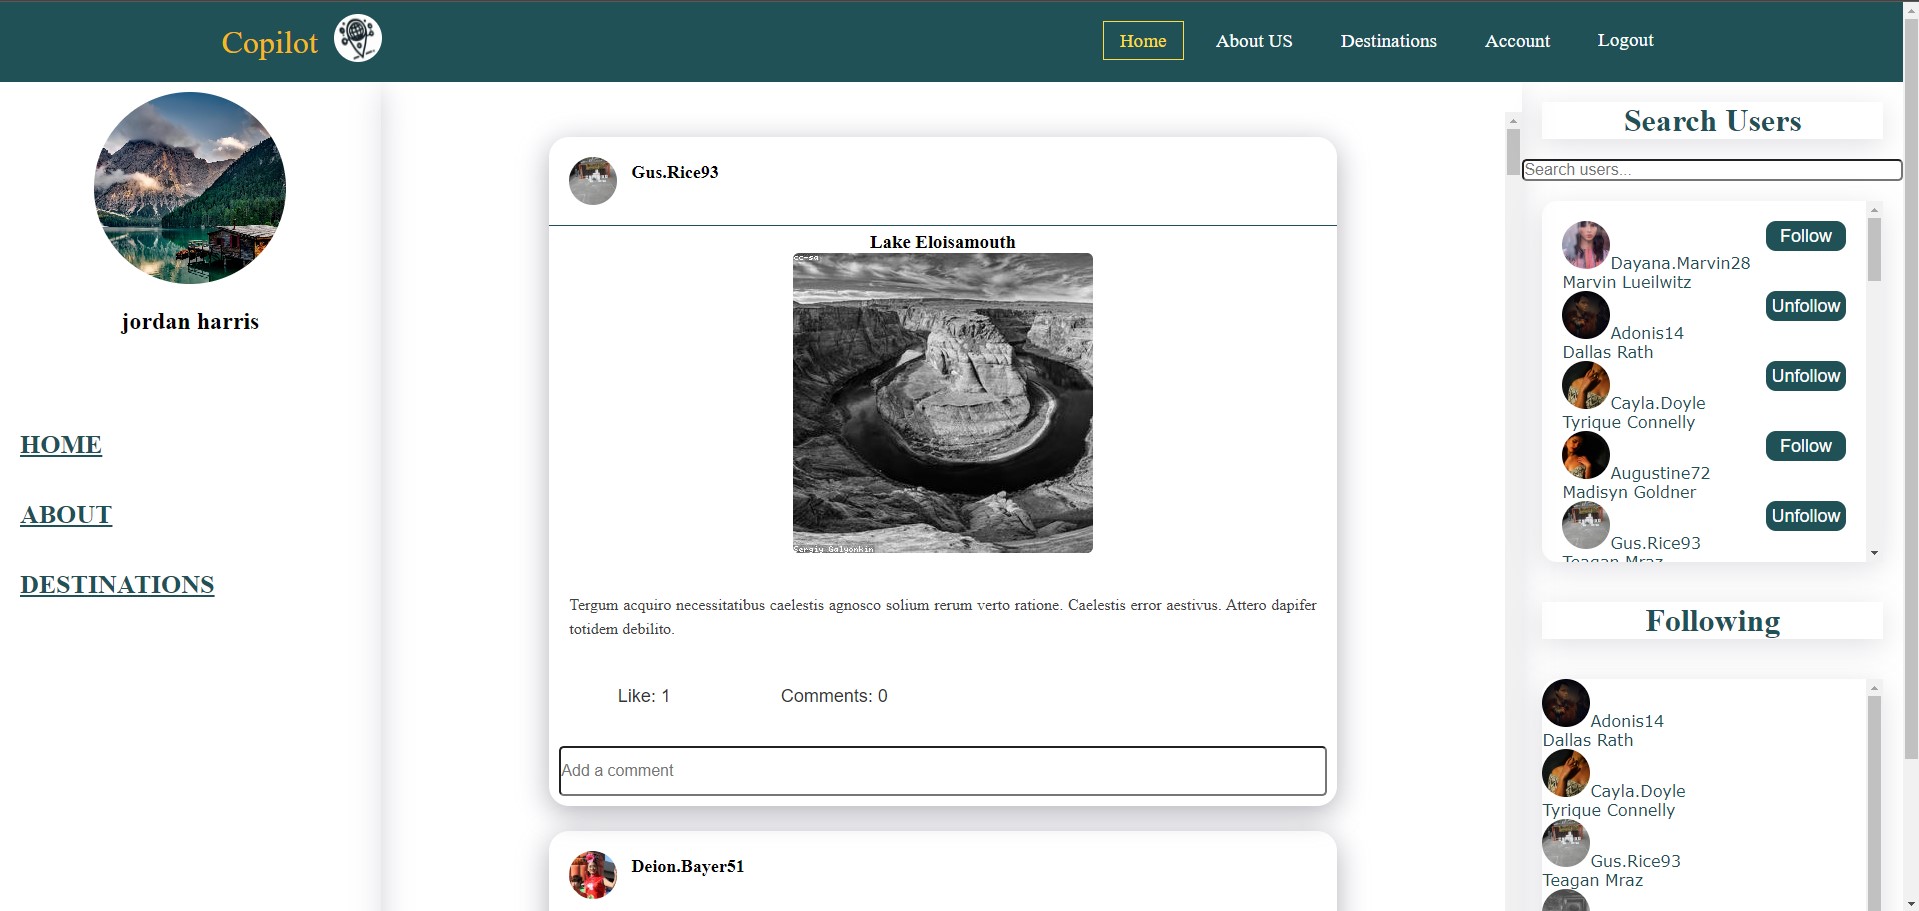 Copilot
Home
About US
Destinations
Account
Logout
jordan harris
HOME
ABOUT
DESTINATIONS
Gus.Rice93
Lake Eloisamouth
cc-sa
Sergiy Galyonkin
Tergum acquiro necessitatibus caelestis agnosco solium rerum verto ratione. Caelestis error aestivus. Attero dapifer
totidem debilito.
Like: 1
Comments: 0
Add a comment
Deion.Bayer51
Search Users
Search users...
Dayana.Marvin28
Follow
Marvin Lueilwitz
Adonis14
Unfollow
Dallas Rath
Cayla.Doyle
Unfollow
Tyrique Connelly
Augustine72
Follow
Madisyn Goldner
Gus.Rice93
Unfollow
Teagan Mraz
Following
Adonis14
Dallas Rath
Cayla.Doyle
Tyrique Connelly
Gus.Rice93
Teagan Mraz